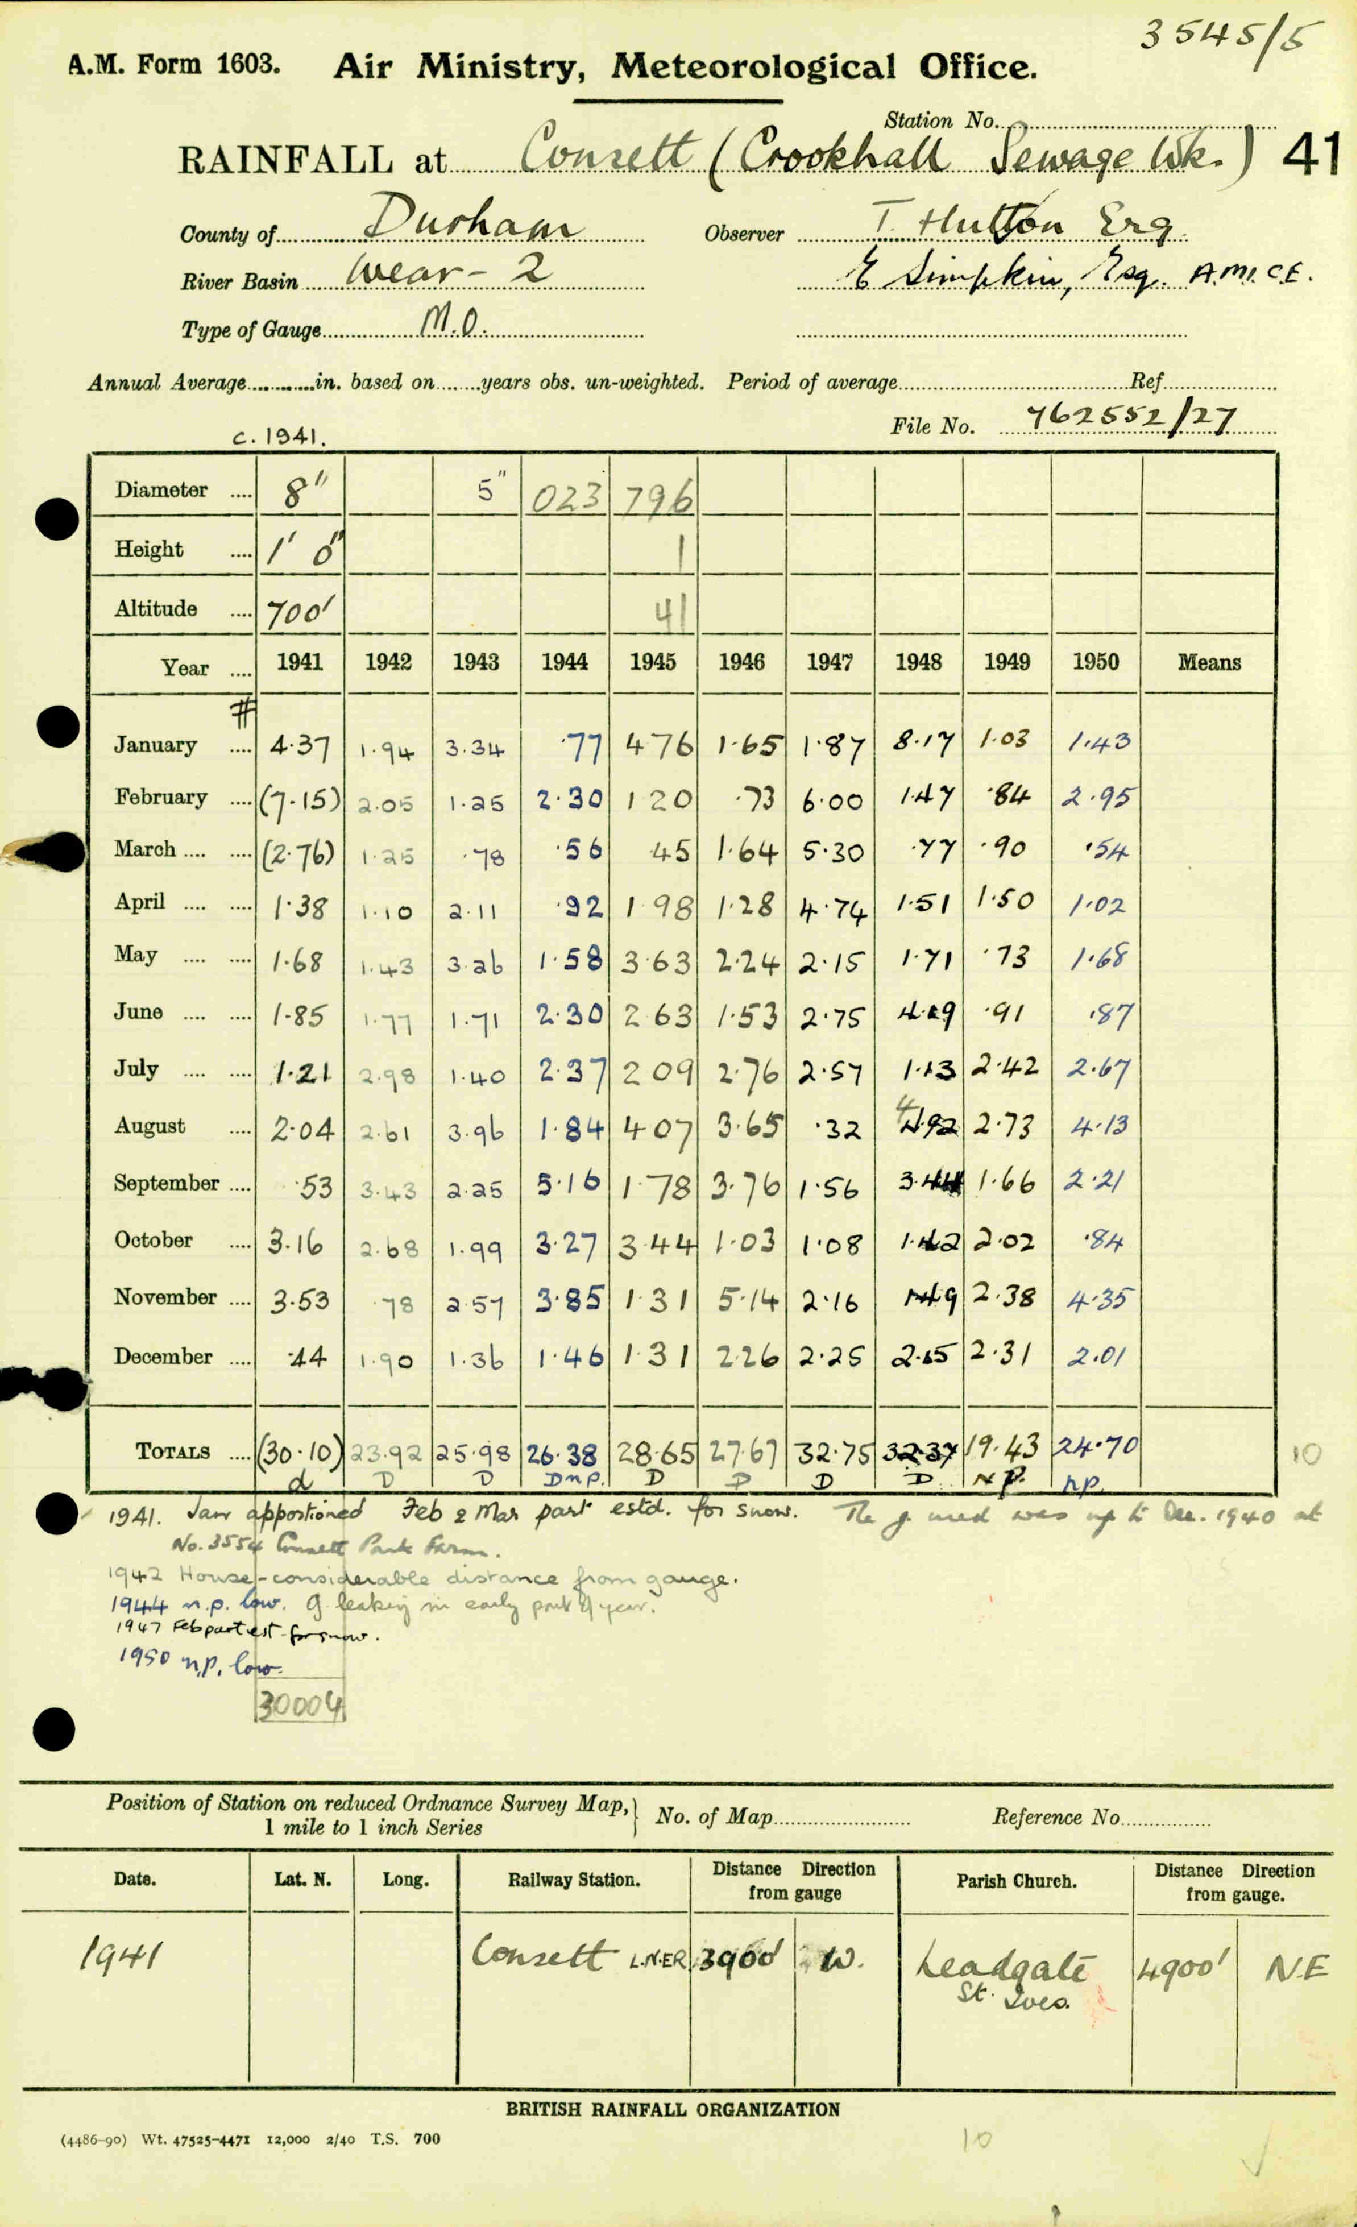 3545/5
A.M. Form 1603. Air Ministry, Meteorological Office.
Station No.
RAINFALL at Consett (Crookhall Sewage Wks.) 41
County of Durham Observer T. Hutton Esq
River Basin Wear - 2 E Simpkin, Esq. A.M.I.C.E.
Type of Gauge M.O.
Annual Average in. based on years obs. un-weighted. Period of average Ref
File No. 762552/27
c. 1941.
Diameter 8" 5" 023 796
Height 1' 0" 1
Altitude 700' 41
Year 1941 1942 1943 1944 1945 1946 1947 1948 1949 1950 Means
#
January 4.37 1.94 3.34 .77 4 76 1.65 1.87 8.17 1.03 1.43
February (7.15) 2.05 1.25 2.30 1 20 .73 6.00 1.47 .84 2.95
March (2.76) 1.25 .78 .56 45 1.64 5.30 .77 .90 .54
April 1.38 1.10 2.11 .92 1 98 1.28 4.74 1.51 1.50 1.02
May 1.68 1.43 3.26 1.58 3 63 2.24 2.15 1.71 .73 1.68
June 1.85 1.77 1.71 2.30 2 63 1.53 2.75 4.19 .91 .87
July 1.21 2.98 1.40 2.37 2 09 2.76 2.57 1.13 2.42 2.67
August 2.04 2.61 3.96 1.84 4 07 3.65 .32 4.92 2.73 4.13
September .53 3.43 2.25 5.16 1 78 3.76 1.56 3.44 1.66 2.21
October 3.16 2.68 1.99 3.27 3 44 1.03 1.08 1.42 2.02 .84
November 3.53 .78 2.57 3.85 1 31 5.14 2.16 1.49 2.38 4.35
December .44 1.90 1.36 1.46 1 31 2 26 2.25 2.15 2.31 2.01
TOTALS (30.10) 23.92 25.98 26.38 28.65 27.67 32.75 32.37 19.43 24.70 10
d D D D n.p. D D D D N.P. n.p.
1941. Jan apportioned Feb & Mar part estd. for snow. The g. used was up to Dec. 1940 at
No. 3554 Consett Park Farm.
1942 House - considerable distance from gauge.
1944 n.p. low. g. leaking in early part of year.
1947 Feb part est for snow.
1950 n.p. low.
30004
Position of Station on reduced Ordnance Survey Map, 1 mile to 1 inch Series No. of Map Reference No.
Date. Lat. N. Long. Railway Station. Distance Direction from gauge Parish Church. Distance Direction from gauge.
1941 Consett L.N.E.R 3900' W. Leadgate 4900' N.E
St. Ives.
BRITISH RAINFALL ORGANIZATION
(4486-90) Wt. 47525-4471 12,000 2/40 T.S. 700
10